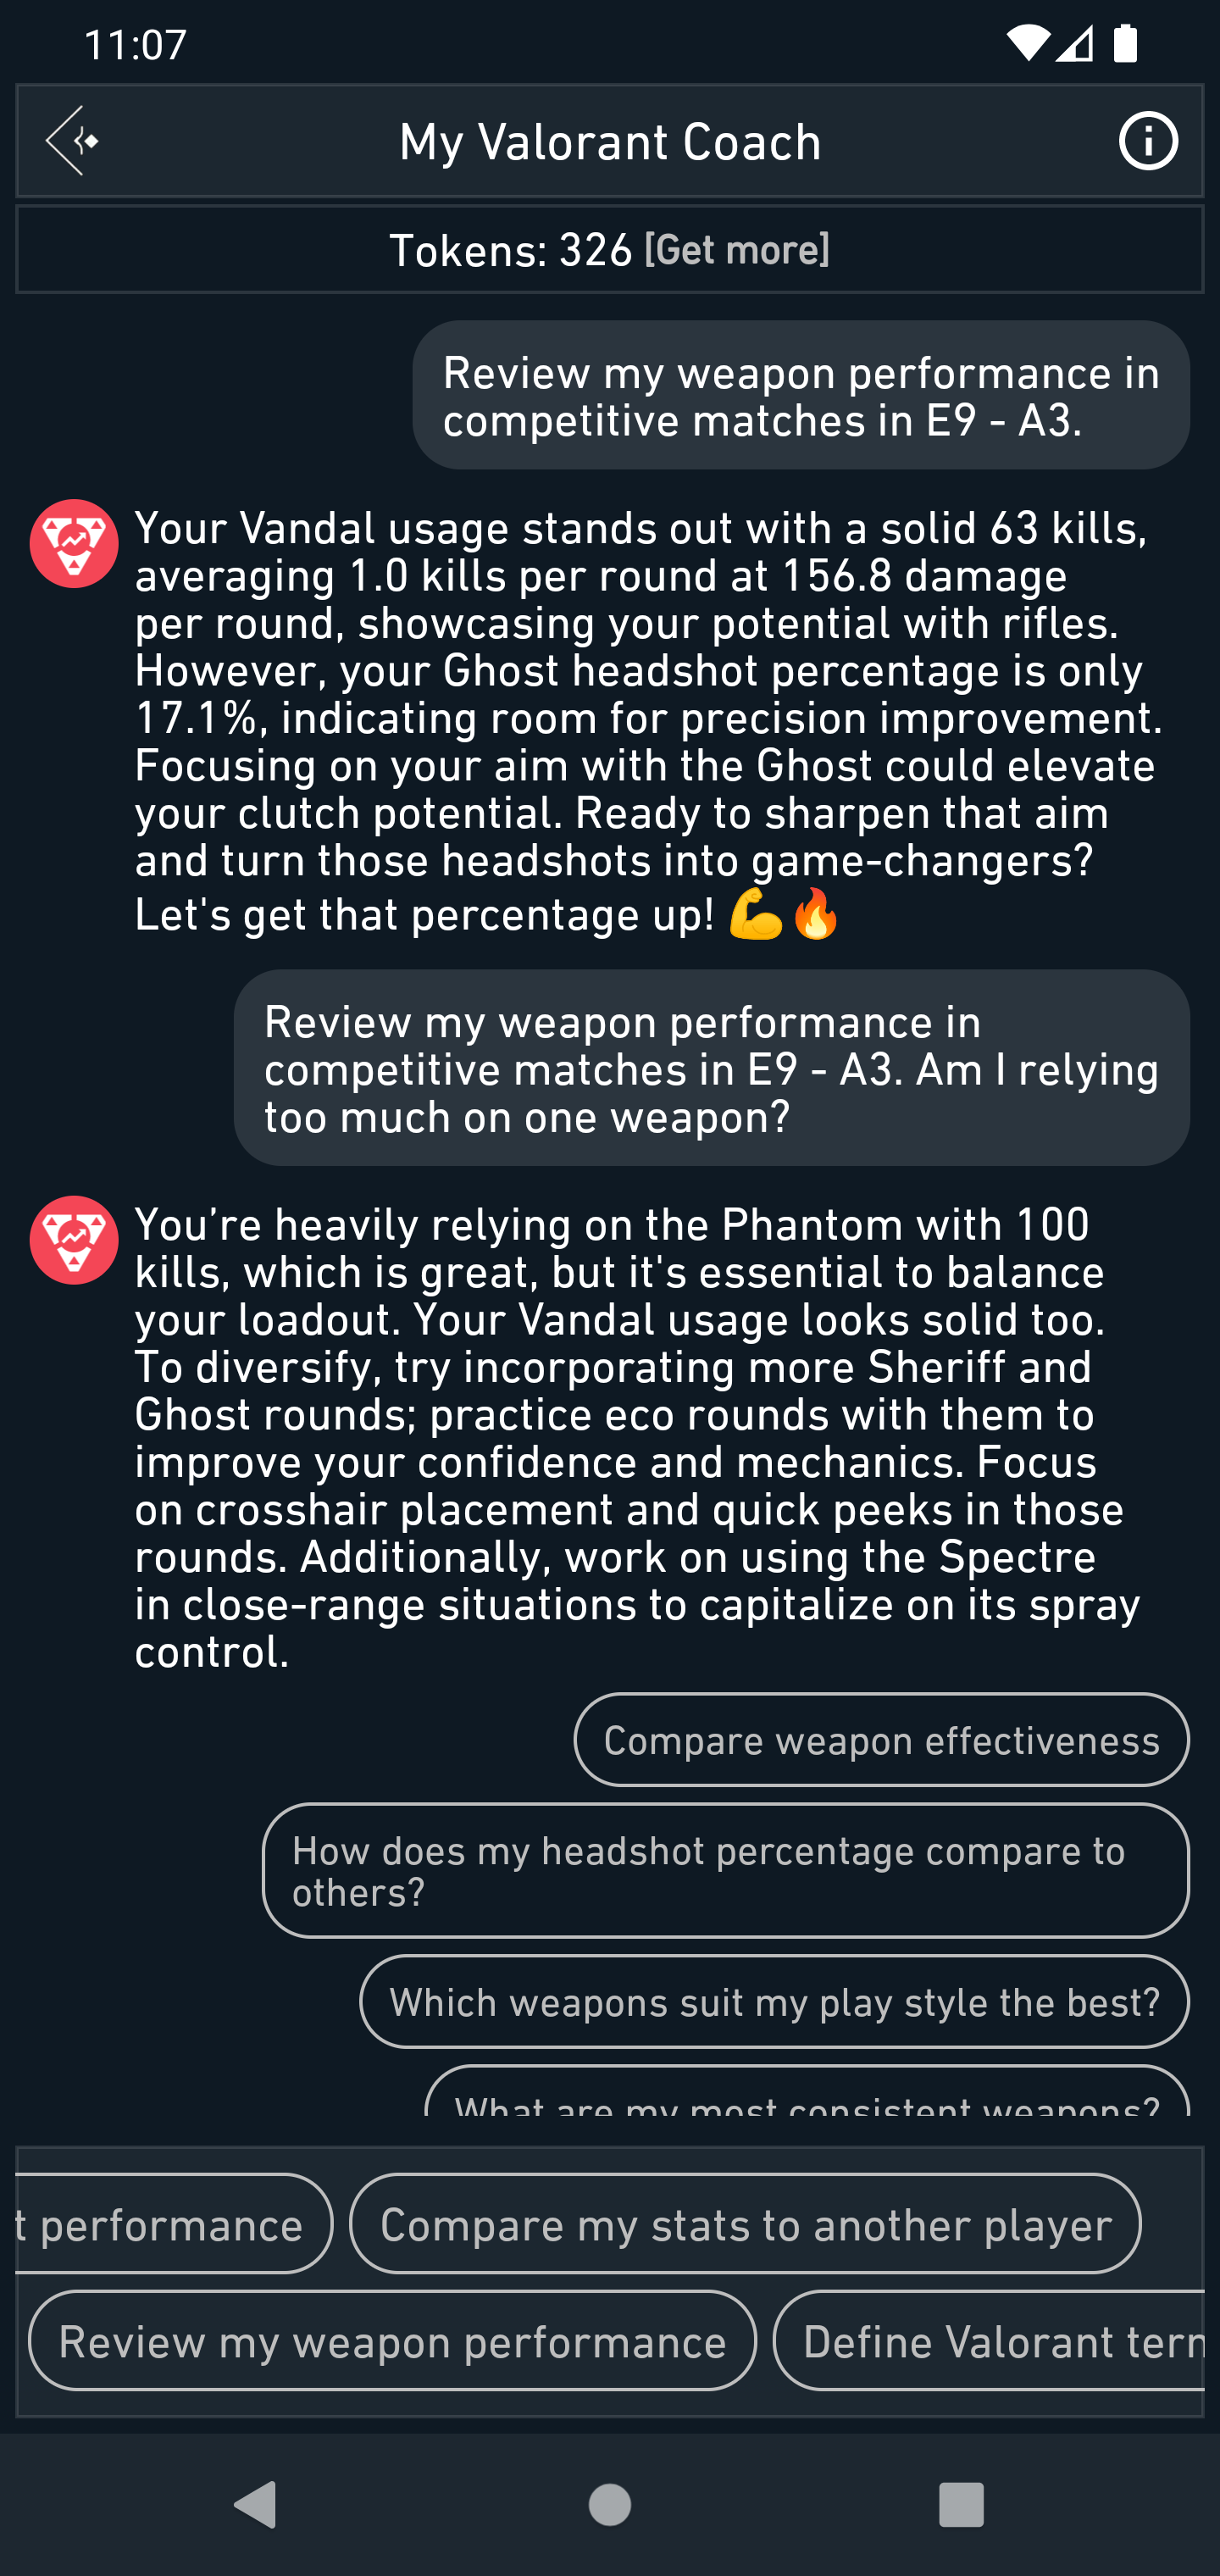 11:07
My Valorant Coach
Tokens: 326 [Get more]
Review my weapon performance in
competitive matches in E9 - A3.
Your Vandal usage stands out with a solid 63 kills,
averaging 1.0 kills per round at 156.8 damage
per round, showcasing your potential with rifles.
However, your Ghost headshot percentage is only
17.1%, indicating room for precision improvement.
Focusing on your aim with the Ghost could elevate
your clutch potential. Ready to sharpen that aim
and turn those headshots into game-changers?
Let's get that percentage up! 💪🔥
Review my weapon performance in
competitive matches in E9 - A3. Am I relying
too much on one weapon?
You’re heavily relying on the Phantom with 100
kills, which is great, but it's essential to balance
your loadout. Your Vandal usage looks solid too.
To diversify, try incorporating more Sheriff and
Ghost rounds; practice eco rounds with them to
improve your confidence and mechanics. Focus
on crosshair placement and quick peeks in those
rounds. Additionally, work on using the Spectre
in close-range situations to capitalize on its spray
control.
Compare weapon effectiveness
How does my headshot percentage compare to
others?
Which weapons suit my play style the best?
What are my most consistent weapons?
t performance
Compare my stats to another player
Review my weapon performance
Define Valorant